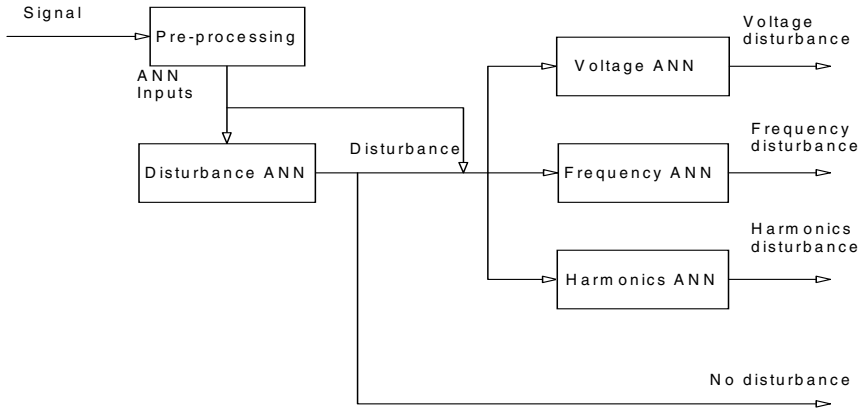 Signal
Pre-processing
ANN
Inputs
Disturbance ANN
Disturbance
Voltage ANN
Voltage
disturbance
Frequency ANN
Frequency
disturbance
Harmonics ANN
Harmonics
disturbance
No disturbance